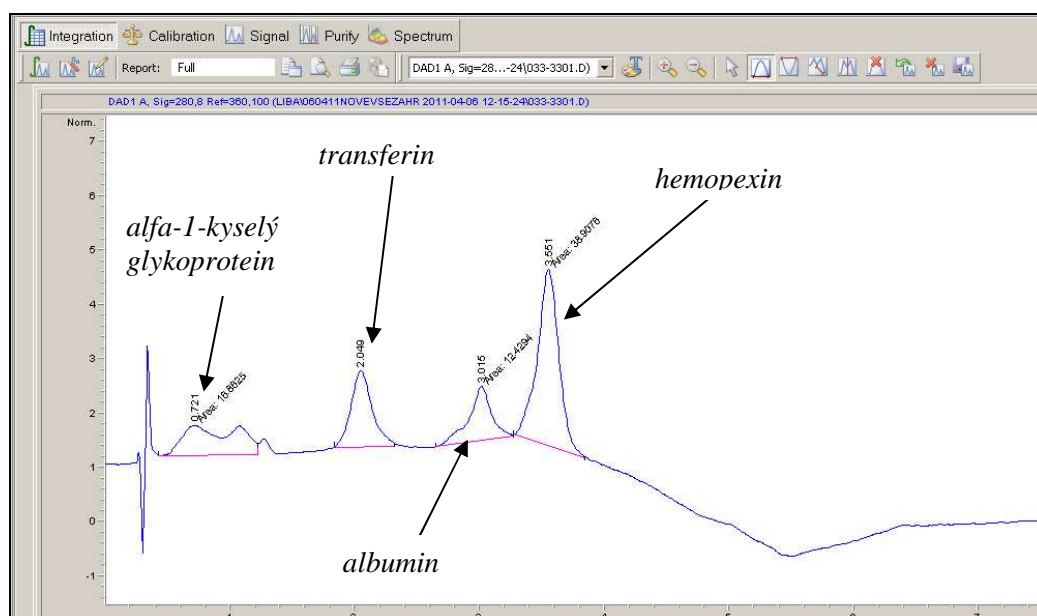 Integration Calibration Signal Purify Spectrum
Report: Full DAD1 A, Sig=28...-24\033-3301.D)
DAD1 A, Sig=280,8 Ref=360,100 (LIBA\060411NOVEVSEZAHR 2011-04-06 12-15-24\033-3301.D)
Norm.
7
6
5
4
3
2
1
0
-1
transferin
hemopexin
alfa-1-kyselý
glykoprotein
albumin
0.721
Area: 16.8625
2.049
3.015
Area: 12.4294
3.551
Area: 38.9076